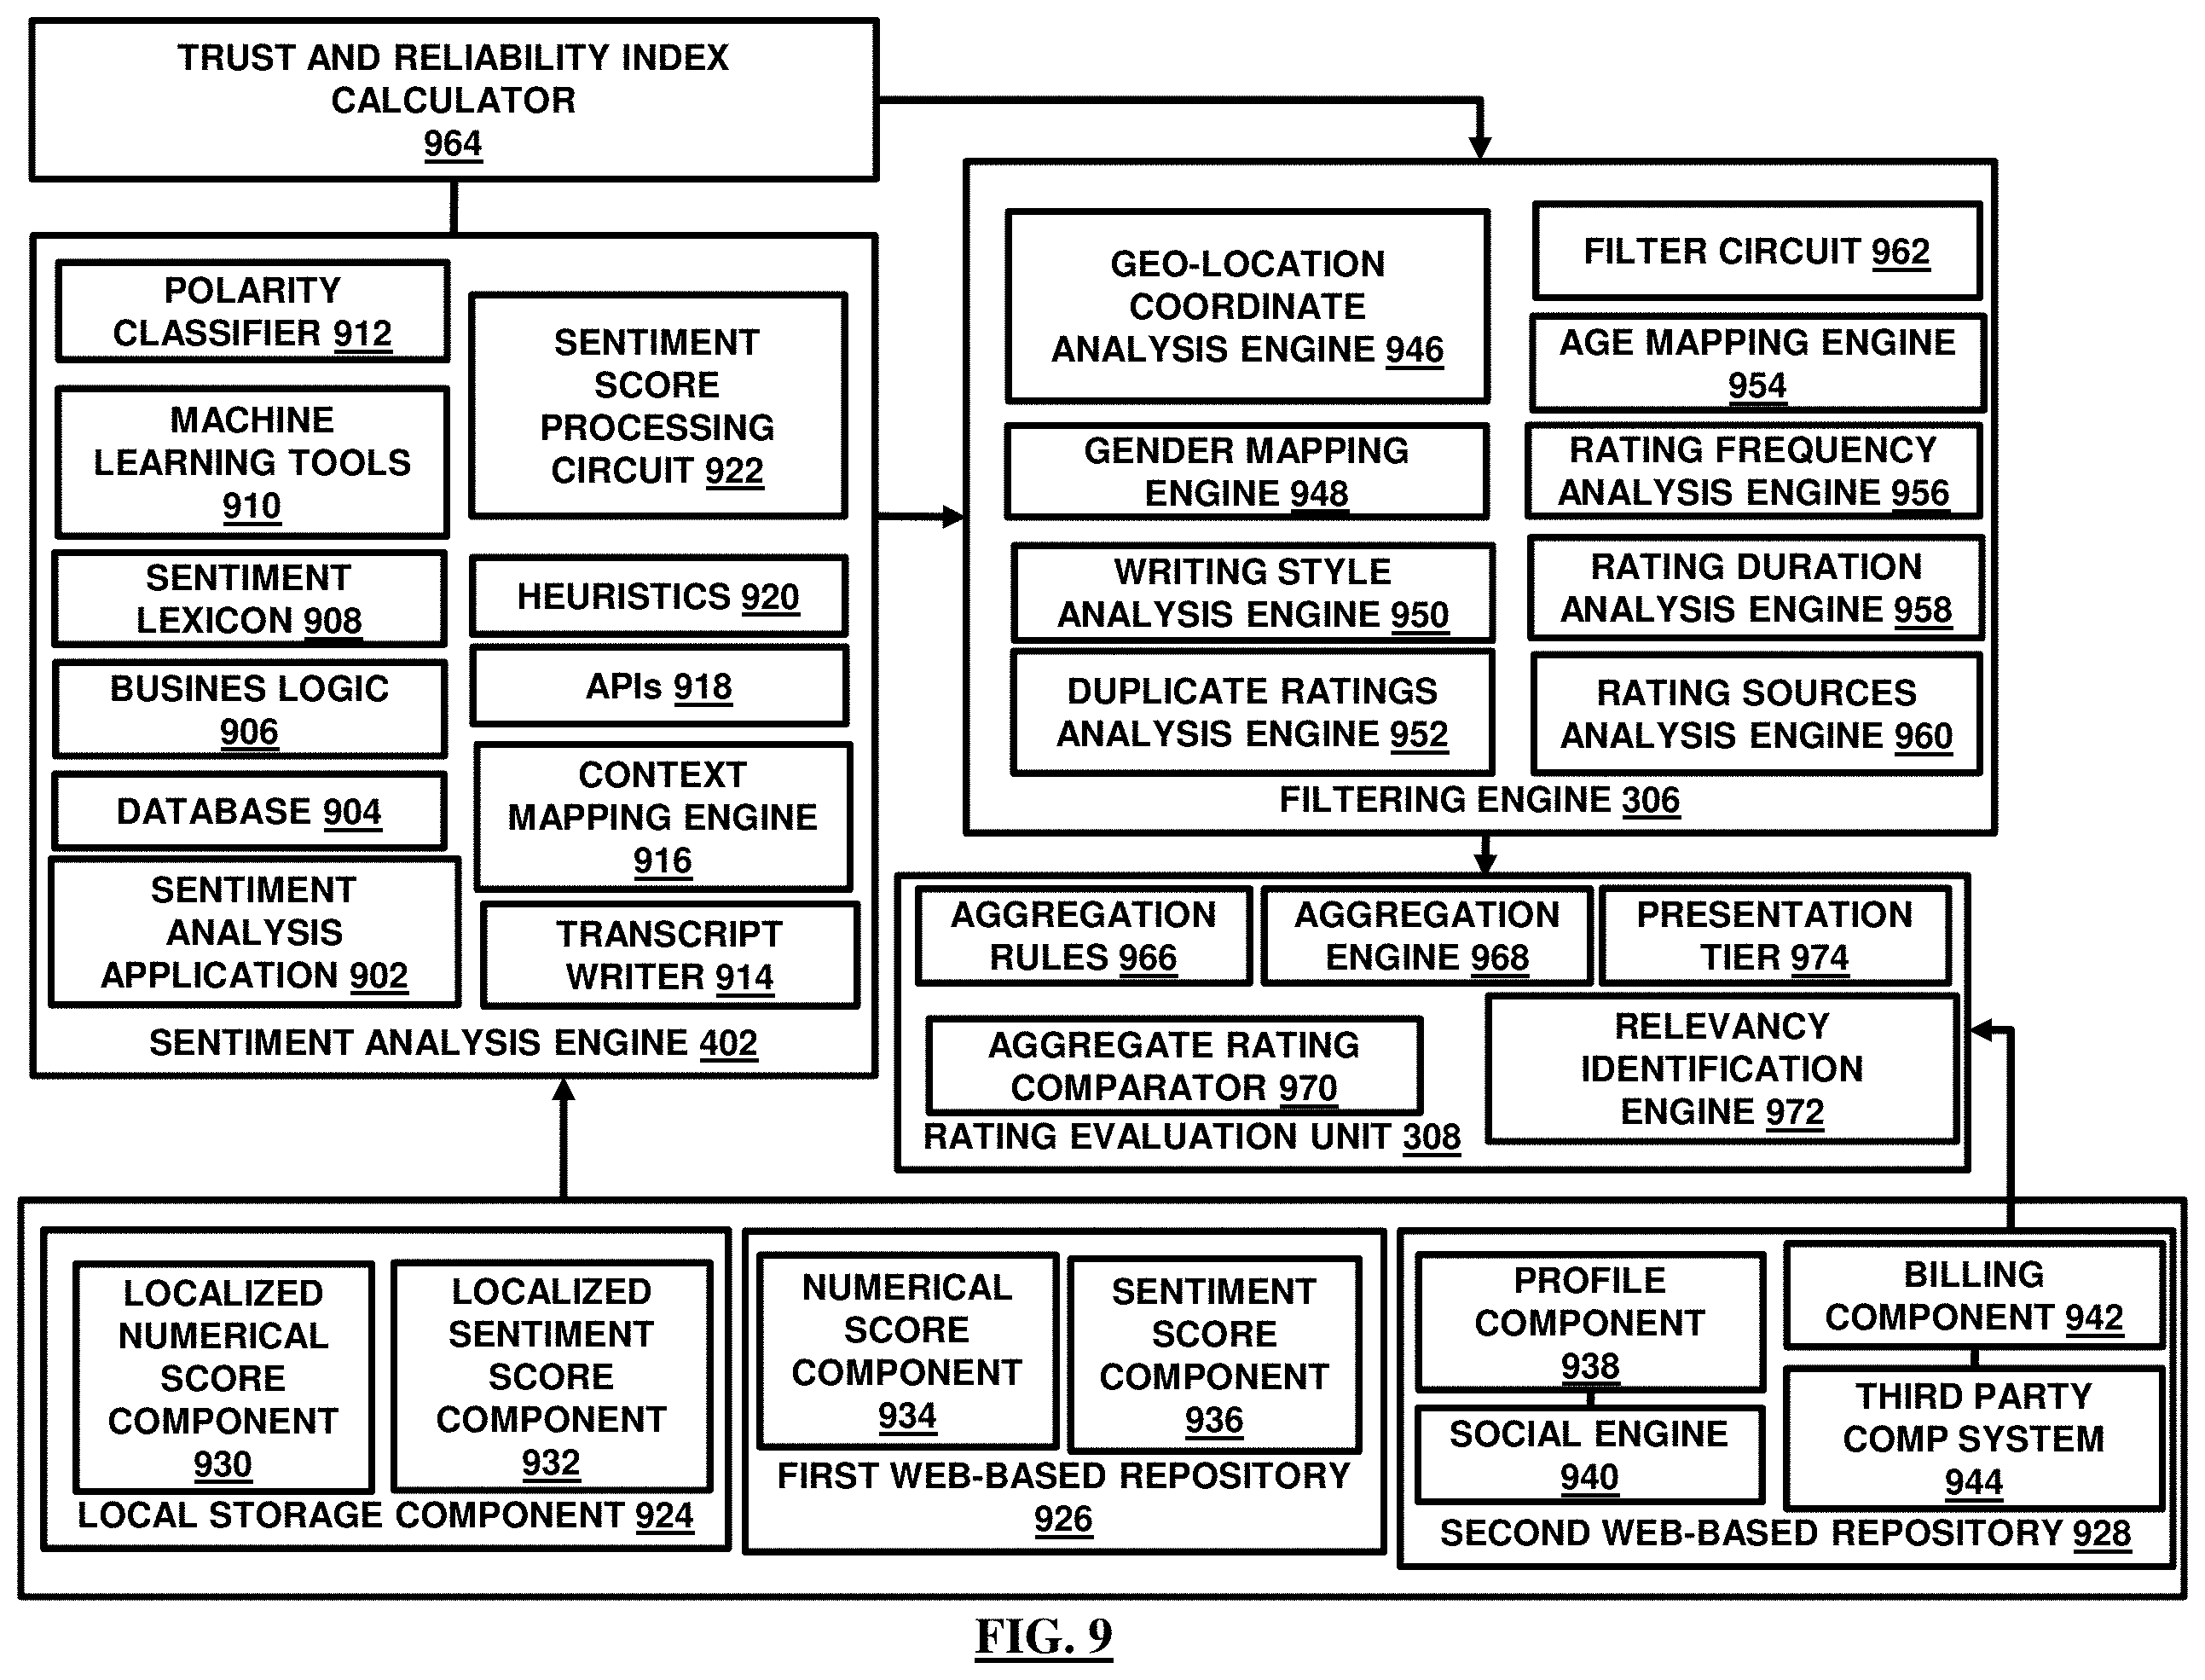 TRUST AND RELIABILITY INDEX
CALCULATOR
964
POLARITY
CLASSIFIER 912
MACHINE
LEARNING TOOLS
910
SENTIMENT
LEXICON 908
BUSINES LOGIC
906
DATABASE 904
SENTIMENT
ANALYSIS
APPLICATION 902
SENTIMENT
SCORE
PROCESSING
CIRCUIT 922
HEURISTICS 920
APIs 918
CONTEXT
MAPPING ENGINE
916
TRANSCRIPT
WRITER 914
SENTIMENT ANALYSIS ENGINE 402
GEO-LOCATION
COORDINATE
ANALYSIS ENGINE 946
GENDER MAPPING
ENGINE 948
WRITING STYLE
ANALYSIS ENGINE 950
DUPLICATE RATINGS
ANALYSIS ENGINE 952
FILTER CIRCUIT 962
AGE MAPPING ENGINE
954
RATING FREQUENCY
ANALYSIS ENGINE 956
RATING DURATION
ANALYSIS ENGINE 958
RATING SOURCES
ANALYSIS ENGINE 960
FILTERING ENGINE 306
AGGREGATION
RULES 966
AGGREGATION
ENGINE 968
PRESENTATION
TIER 974
AGGREGATE RATING
COMPARATOR 970
RELEVANCY
IDENTIFICATION
ENGINE 972
RATING EVALUATION UNIT 308
LOCALIZED
NUMERICAL
SCORE
COMPONENT
930
LOCALIZED
SENTIMENT
SCORE
COMPONENT
932
LOCAL STORAGE COMPONENT 924
NUMERICAL
SCORE
COMPONENT
934
SENTIMENT
SCORE
COMPONENT
936
FIRST WEB-BASED REPOSITORY
926
PROFILE
COMPONENT
938
SOCIAL ENGINE
940
BILLING
COMPONENT 942
THIRD PARTY
COMP SYSTEM
944
SECOND WEB-BASED REPOSITORY 928
FIG. 9